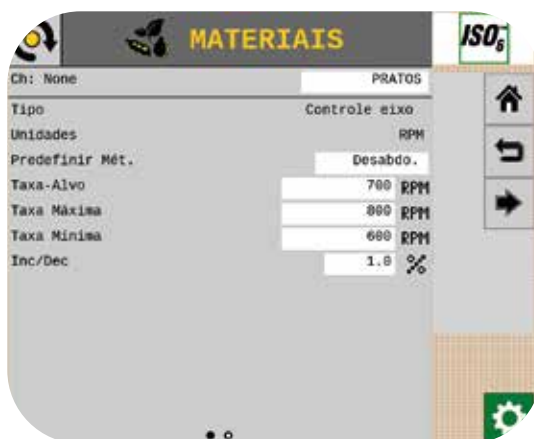 MATERIAIS
ISO6
Ch: None PRATOS
Tipo Controle eixo
Unidades RPM
Predefinir Mét. Desabdo.
Taxa-Alvo 700 RPM
Taxa Máxima 800 RPM
Taxa Mínima 600 RPM
Inc/Dec 1.0 %